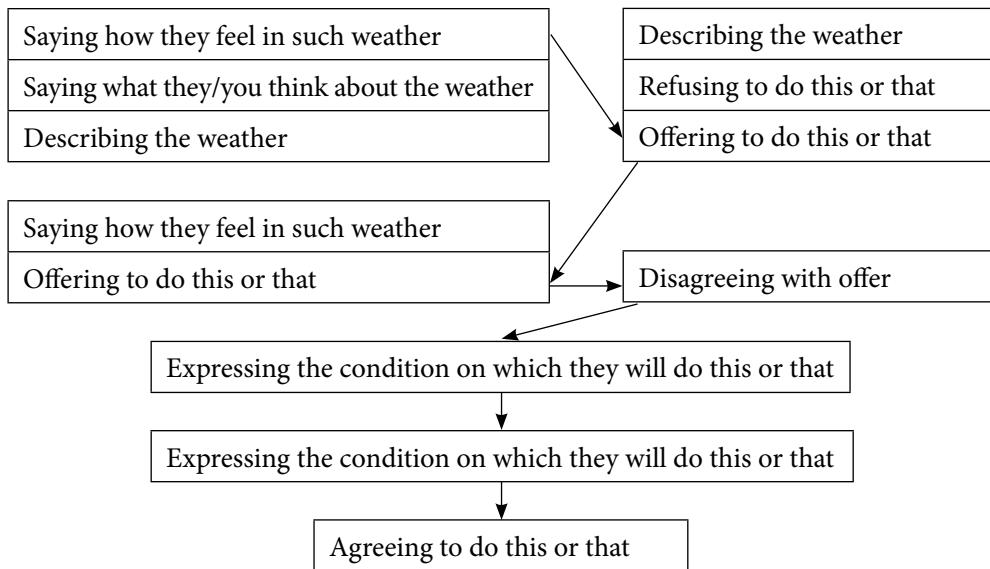 Saying how they feel in such weather
Saying what they/you think about the weather
Describing the weather
Describing the weather
Refusing to do this or that
Offering to do this or that
Saying how they feel in such weather
Offering to do this or that
Disagreeing with offer
Expressing the condition on which they will do this or that
Expressing the condition on which they will do this or that
Agreeing to do this or that